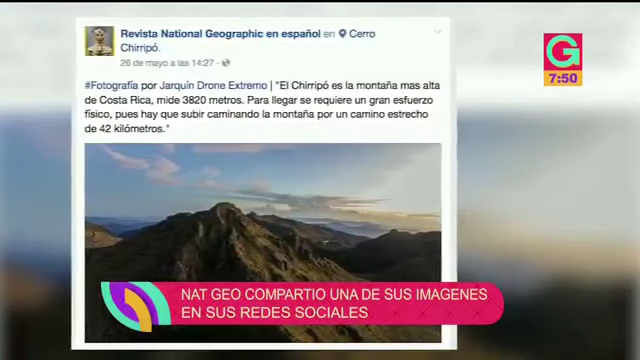 Revista National Geographic en español en Cerro
Chirripó.
26 de mayo a las 14:27 ·
#Fotografía por Jarquín Drone Extremo | "El Chirripó es la montaña mas alta
de Costa Rica, mide 3820 metros. Para llegar se requiere un gran esfuerzo
físico, pues hay que subir caminando la montaña por un camino estrecho
de 42 kilómetros."
G
7:50
NAT GEO COMPARTIO UNA DE SUS IMAGENES
EN SUS REDES SOCIALES